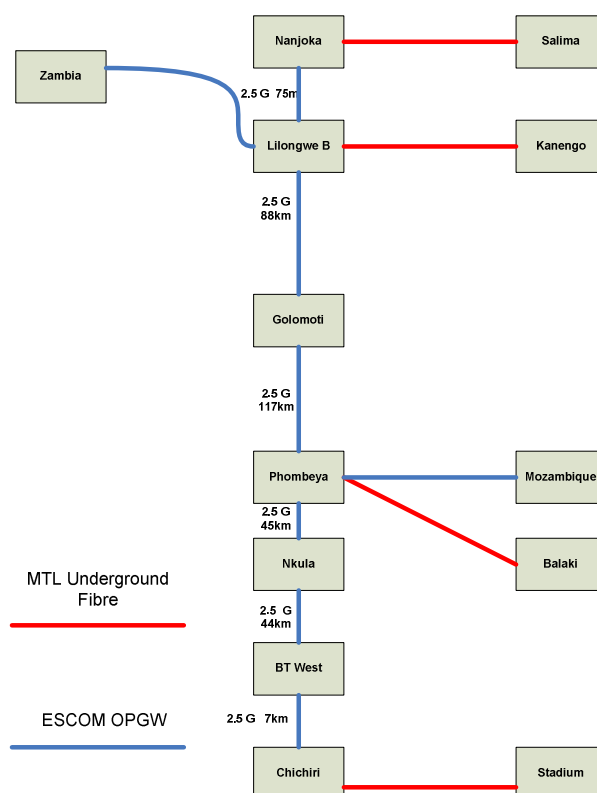 Nanjoka
Salima
Zambia
2.5 G 75m
Lilongwe B
Kanengo
2.5 G
88km
Golomoti
2.5 G
117km
Phombeya
Mozambique
2.5 G
45km
Nkula
Balaki
MTL Underground
Fibre
2.5 G
44km
BT West
ESCOM OPGW
2.5 G 7km
Chichiri
Stadium